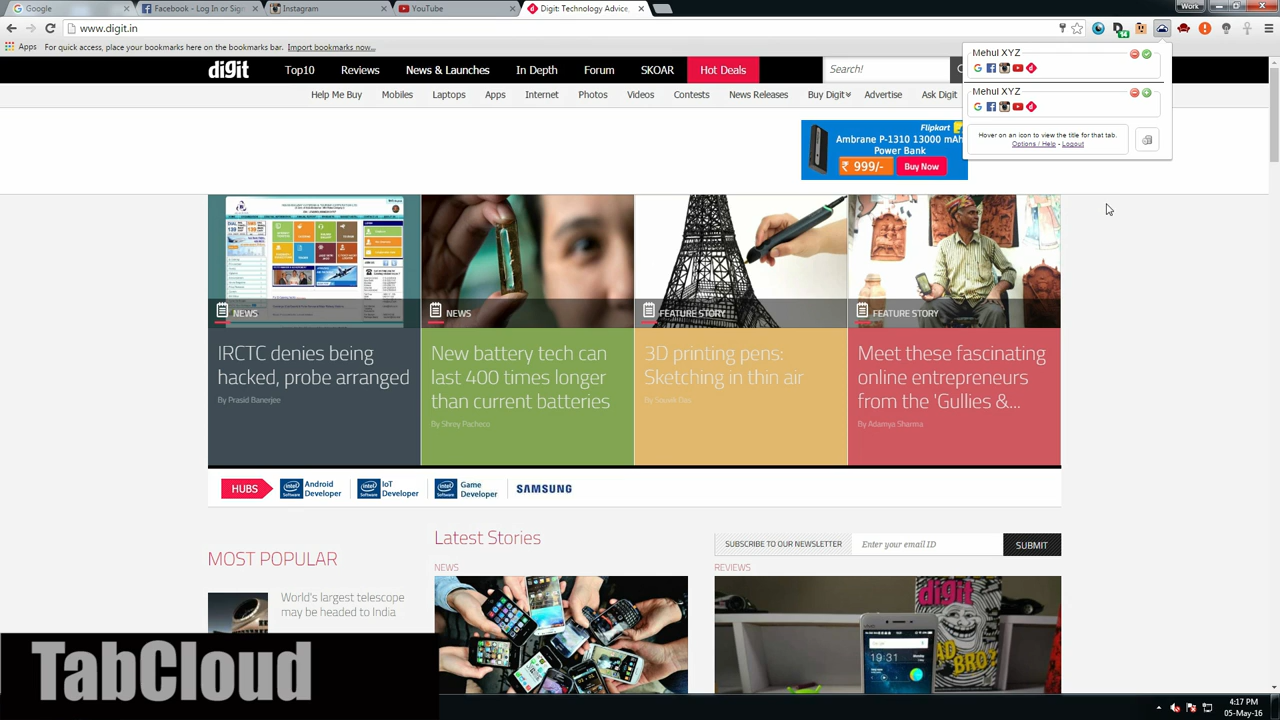 Google
Facebook - Log In or Sign
Instagram
YouTube
Digit: Technology Advice,
Work
www.digit.in
Apps
For quick access, place your bookmarks here on the bookmarks bar.
Import bookmarks now...
digit
Top10
Reviews
News & Launches
In Depth
Forum
SKOAR
Hot Deals
Search!
Help Me Buy
Mobiles
Laptops
Apps
Internet
Photos
Videos
Contests
News Releases
Buy Digit
Advertise
Ask Digit
Mehul XYZ
Mehul XYZ
Hover on an icon to view the title for that tab.
Options / Help - Logout
Flipkart
Ambrane P-1310 13000 mAh
Power Bank
₹ 999/-
Buy Now
NEWS
NEWS
FEATURE STORY
FEATURE STORY
IRCTC denies being
hacked, probe arranged
By Prasid Banerjee
New battery tech can
last 400 times longer
than current batteries
By Shrey Pacheco
3D printing pens:
Sketching in thin air
By Souvik Das
Meet these fascinating
online entrepreneurs
from the 'Gullies &...
By Adamya Sharma
HUBS
Android
Developer
IoT
Developer
Game
Developer
SAMSUNG
MOST POPULAR
World's largest telescope
may be headed to India
Latest Stories
NEWS
SUBSCRIBE TO OUR NEWSLETTER
Enter your email ID
SUBMIT
REVIEWS
digit
19:31
TabCloud
4:17 PM
05-May-16